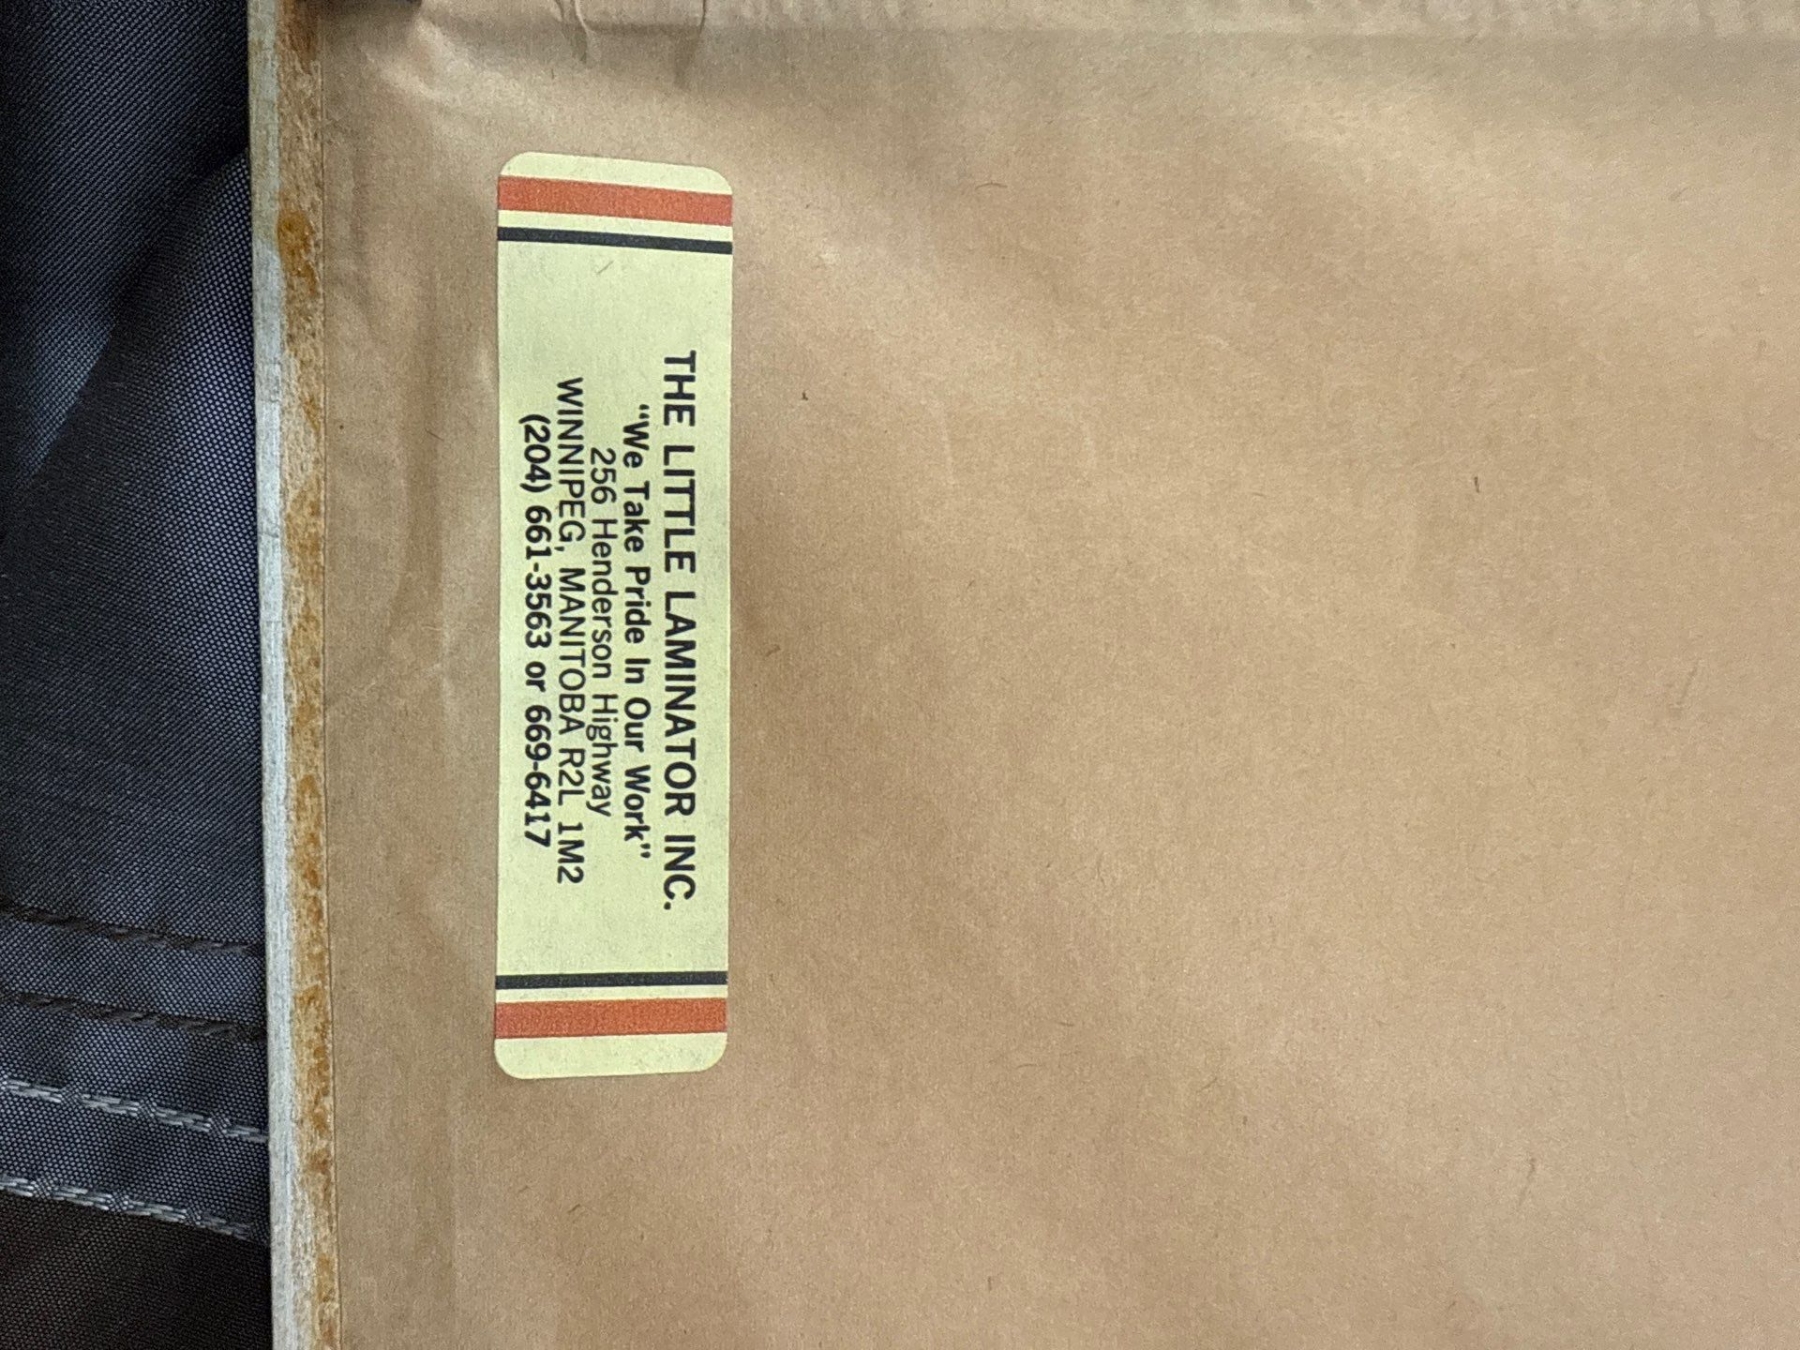 THE LITTLE LAMINATOR INC.
“We Take Pride In Our Work”
256 Henderson Highway
WINNIPEG, MANITOBA R2L 1M2
(204) 661-3563 or 669-6417